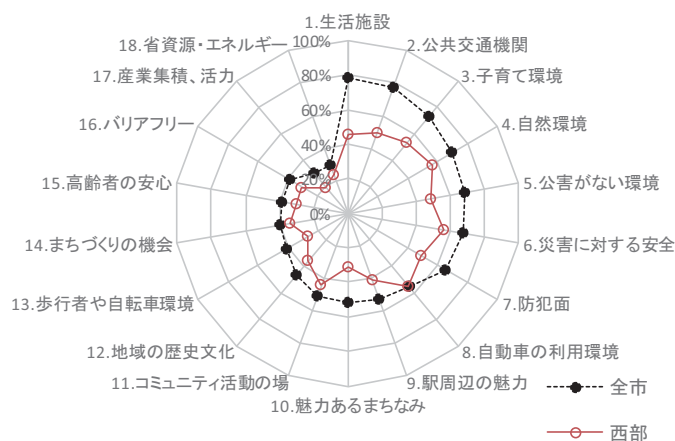 1.生活施設
2.公共交通機関
3.子育て環境
4.自然環境
5.公害がない環境
6.災害に対する安全
7.防犯面
8.自動車の利用環境
9.駅周辺の魅力
10.魅力あるまちなみ
11.コミュニティ活動の場
12.地域の歴史文化
13.歩行者や自転車環境
14.まちづくりの機会
15.高齢者の安心
16.バリアフリー
17.産業集積、活力
18.省資源・エネルギー
100%
80%
60%
40%
20%
0%
全市
西部